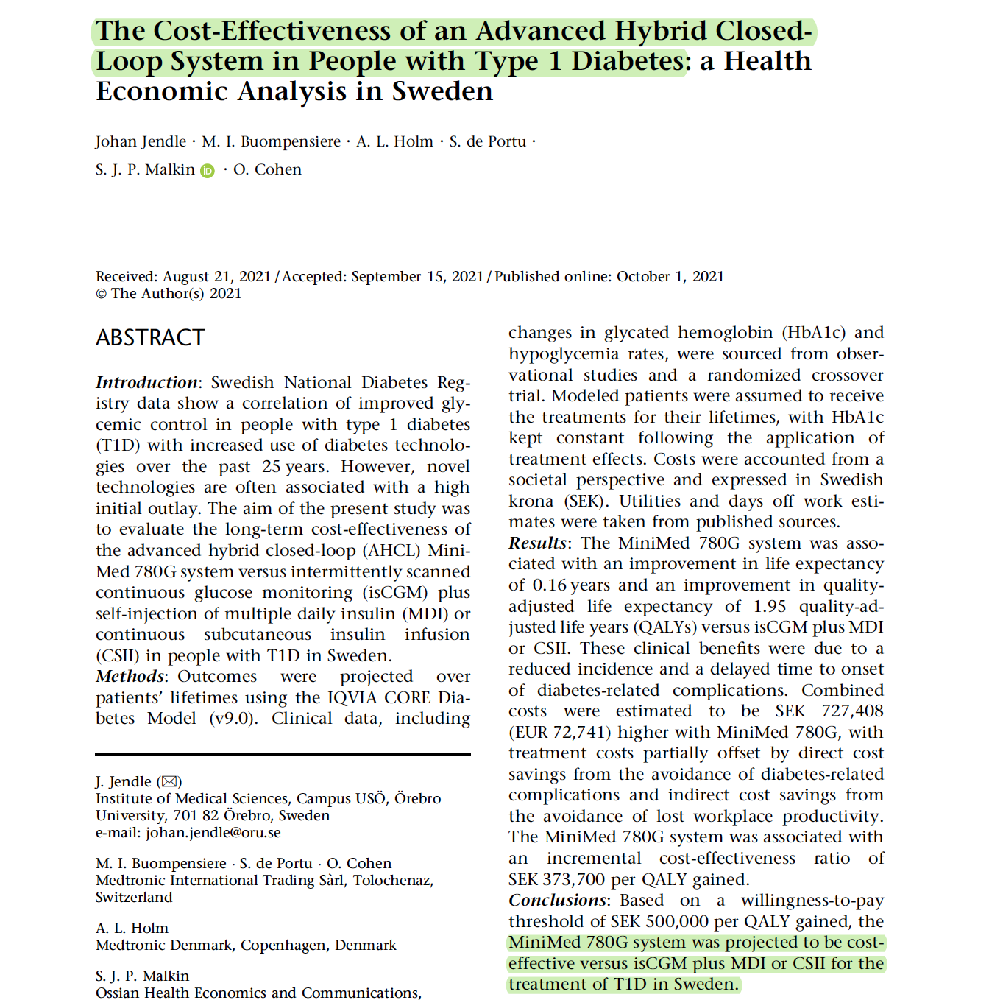 The Cost-Effectiveness of an Advanced Hybrid Closed-
Loop System in People with Type 1 Diabetes: a Health
Economic Analysis in Sweden
Johan Jendle · M. I. Buompensiere · A. L. Holm · S. de Portu ·
S. J. P. Malkin iD · O. Cohen
Received: August 21, 2021 / Accepted: September 15, 2021 / Published online: October 1, 2021
© The Author(s) 2021
ABSTRACT
Introduction: Swedish National Diabetes Reg-
istry data show a correlation of improved gly-
cemic control in people with type 1 diabetes
(T1D) with increased use of diabetes technolo-
gies over the past 25 years. However, novel
technologies are often associated with a high
initial outlay. The aim of the present study was
to evaluate the long-term cost-effectiveness of
the advanced hybrid closed-loop (AHCL) Mini-
Med 780G system versus intermittently scanned
continuous glucose monitoring (isCGM) plus
self-injection of multiple daily insulin (MDI) or
continuous subcutaneous insulin infusion
(CSII) in people with T1D in Sweden.
Methods: Outcomes were projected over
patients' lifetimes using the IQVIA CORE Dia-
betes Model (v9.0). Clinical data, including
J. Jendle (✉)
Institute of Medical Sciences, Campus USÖ, Örebro
University, 701 82 Örebro, Sweden
e-mail: johan.jendle@oru.se
M. I. Buompensiere · S. de Portu · O. Cohen
Medtronic International Trading Sàrl, Tolochenaz,
Switzerland
A. L. Holm
Medtronic Denmark, Copenhagen, Denmark
S. J. P. Malkin
Ossian Health Economics and Communications,
changes in glycated hemoglobin (HbA1c) and
hypoglycemia rates, were sourced from obser-
vational studies and a randomized crossover
trial. Modeled patients were assumed to receive
the treatments for their lifetimes, with HbA1c
kept constant following the application of
treatment effects. Costs were accounted from a
societal perspective and expressed in Swedish
krona (SEK). Utilities and days off work esti-
mates were taken from published sources.
Results: The MiniMed 780G system was asso-
ciated with an improvement in life expectancy
of 0.16 years and an improvement in quality-
adjusted life expectancy of 1.95 quality-ad-
justed life years (QALYs) versus isCGM plus MDI
or CSII. These clinical benefits were due to a
reduced incidence and a delayed time to onset
of diabetes-related complications. Combined
costs were estimated to be SEK 727,408
(EUR 72,741) higher with MiniMed 780G, with
treatment costs partially offset by direct cost
savings from the avoidance of diabetes-related
complications and indirect cost savings from
the avoidance of lost workplace productivity.
The MiniMed 780G system was associated with
an incremental cost-effectiveness ratio of
SEK 373,700 per QALY gained.
Conclusions: Based on a willingness-to-pay
threshold of SEK 500,000 per QALY gained, the
MiniMed 780G system was projected to be cost-
effective versus isCGM plus MDI or CSII for the
treatment of T1D in Sweden.